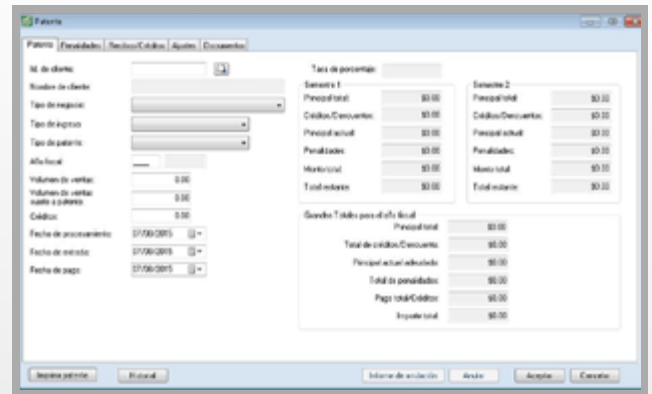 Patente
Patente Penalidades Recibos/Créditos Ajustes Documentos
Id. de cliente:
Nombre de cliente:
Tipo de negocio:
Tipo de ingreso:
Tipo de patente:
Año fiscal:
Volumen de ventas: 0.00
Volumen de ventas
sujeto a patente: 0.00
Créditos: 0.00
Fecha de procesamiento: 07/08/2015
Fecha de entrada: 07/08/2015
Fecha de pago: 07/08/2015
Tasa de porcentaje:
Semestre 1
Principal total: $0.00
Créditos/Descuentos: $0.00
Principal actual: $0.00
Penalidades: $0.00
Monto total: $0.00
Total restante: $0.00
Semestre 2
Principal total: $0.00
Créditos/Descuentos: $0.00
Principal actual: $0.00
Penalidades: $0.00
Monto total: $0.00
Total restante: $0.00
Grandes Totales para el año fiscal
Principal total: $0.00
Total de créditos/Descuento: $0.00
Principal actual adeudado: $0.00
Total de penalidades: $0.00
Pago total/Créditos: $0.00
Importe total: $0.00
Imprimir patente Historial Informe de anulación Anular Aceptar Cancelar